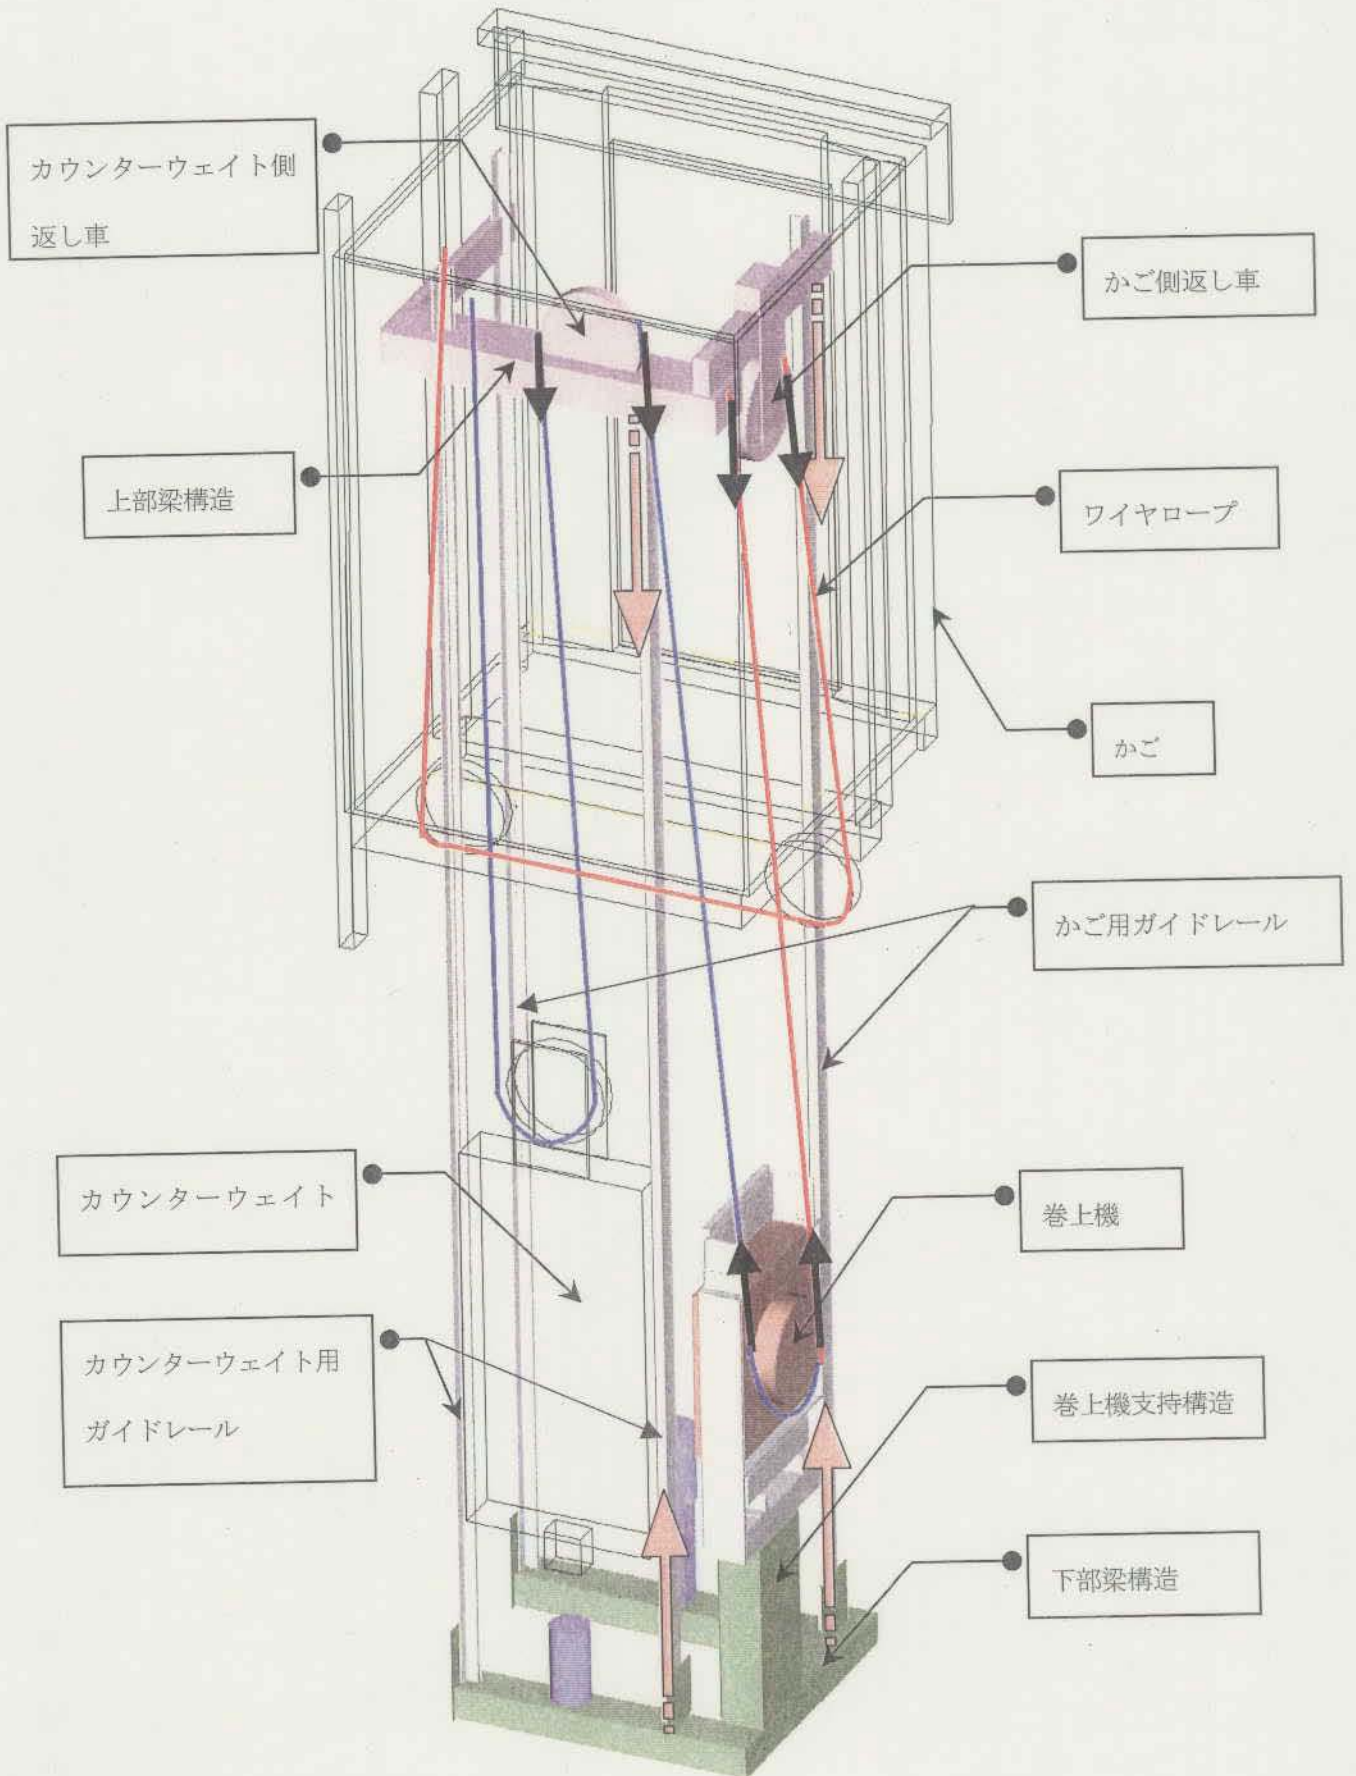 カウンターウェイト側
返し車
かご側返し車
上部梁構造
ワイヤロープ
かご
かご用ガイドレール
カウンターウェイト
巻上機
カウンターウェイト用
ガイドレール
巻上機支持構造
下部梁構造